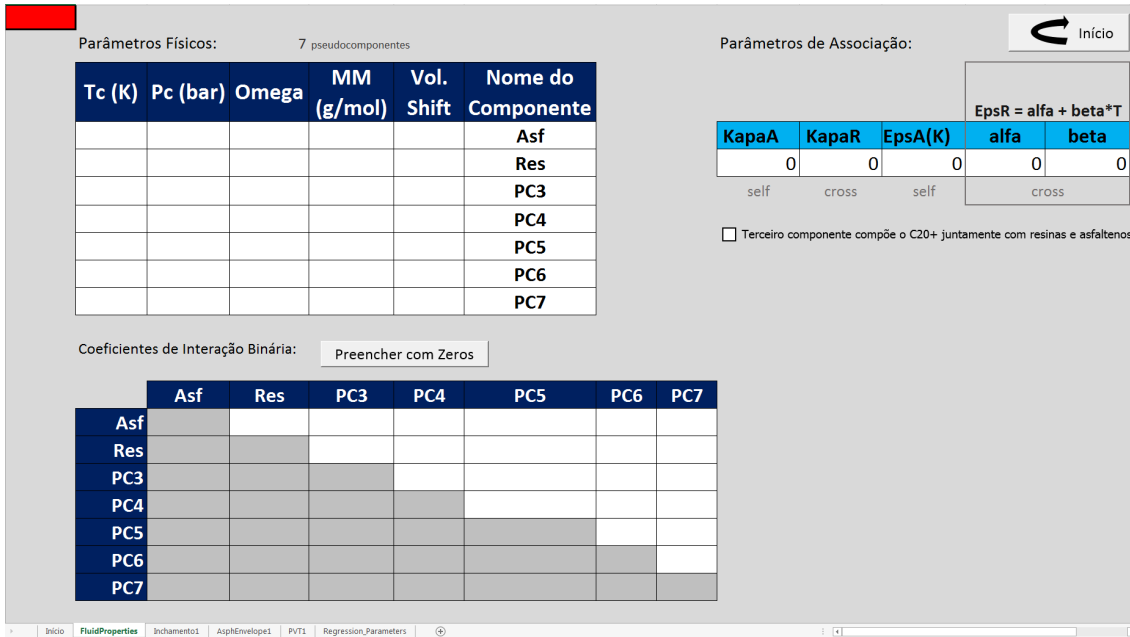 Parâmetros Físicos: 7 pseudocomponentes
Parâmetros de Associação:
Início
Tc (K) Pc (bar) Omega MM (g/mol) Vol. Shift Nome do Componente
Asf
Res
PC3
PC4
PC5
PC6
PC7
EpsR = alfa + beta*T
KapaA KapaR EpsA(K) alfa beta
0 0 0 0 0
self cross self cross
Terceiro componente compõe o C20+ juntamente com resinas e asfaltenos
Coeficientes de Interação Binária:
Preencher com Zeros
Asf Res PC3 PC4 PC5 PC6 PC7
Asf
Res
PC3
PC4
PC5
PC6
PC7
Início FluidProperties Inchamento1 AsphEnvelope1 PVT1 Regression_Parameters